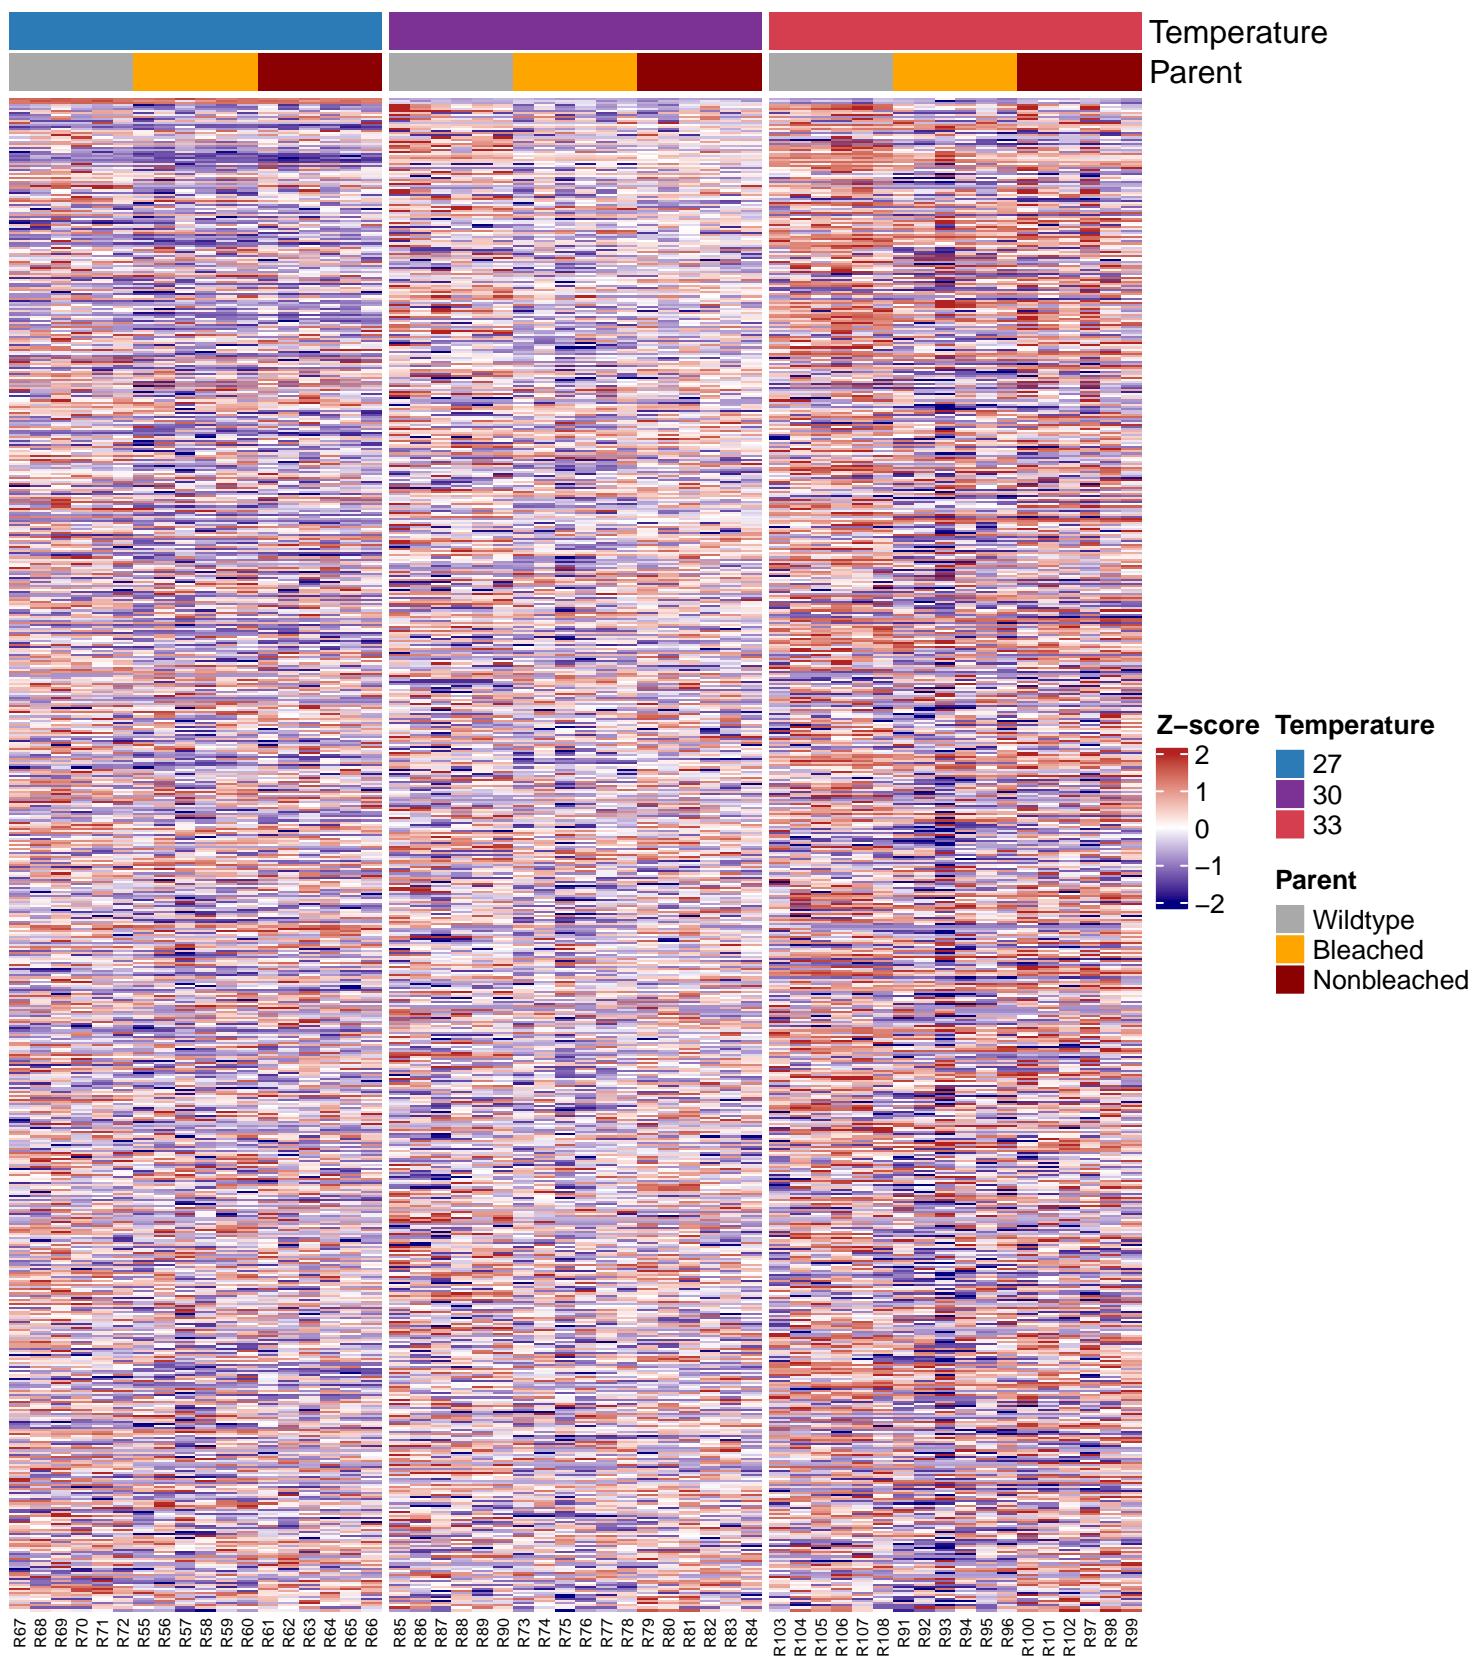 Temperature
Parent
Z−score
2
1
0
−1
−2
Temperature
27
30
33
Parent
Wildtype
Bleached
Nonbleached
R67 R68 R69 R70 R71 R72 R55 R56 R57 R58 R59 R60 R61 R62 R63 R64 R65 R66 R85 R86 R87 R88 R89 R90 R73 R74 R75 R76 R77 R78 R79 R80 R81 R82 R83 R84 R103 R104 R105 R106 R107 R108 R91 R92 R93 R94 R95 R96 R100 R101 R102 R97 R98 R99